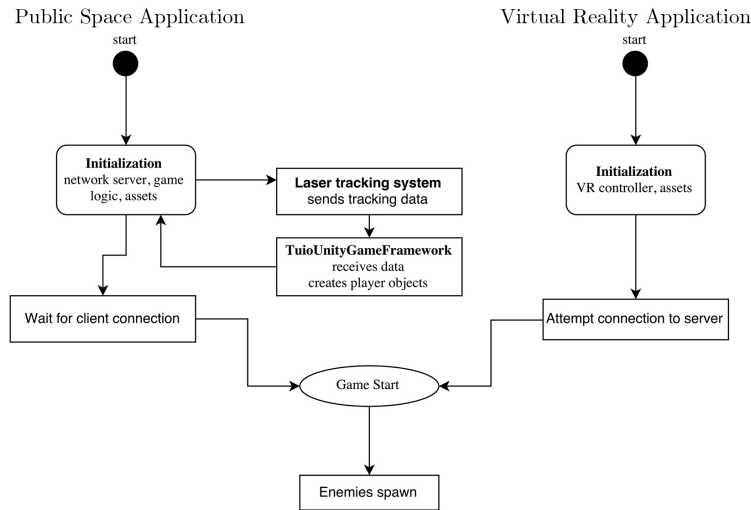 Public Space Application
Virtual Reality Application
start
start
Initialization
network server, game
logic, assets
Laser tracking system
sends tracking data
Initialization
VR controller, assets
TuioUnityGameFramework
receives data
creates player objects
Wait for client connection
Attempt connection to server
Game Start
Enemies spawn